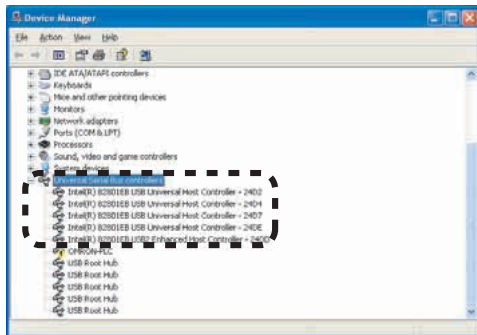 Device Manager
File Action View Help
IDE ATA/ATAPI controllers
Keyboards
Mice and other pointing devices
Monitors
Network adapters
Ports (COM & LPT)
Processors
Sound, video and game controllers
System devices
Universal Serial Bus controllers
Intel(R) 82801EB USB Universal Host Controller - 24D2
Intel(R) 82801EB USB Universal Host Controller - 24D4
Intel(R) 82801EB USB Universal Host Controller - 24D7
Intel(R) 82801EB USB Universal Host Controller - 24DE
Intel(R) 82801EB USB2 Enhanced Host Controller - 24DD
OMRON-PLC
USB Root Hub
USB Root Hub
USB Root Hub
USB Root Hub
USB Root Hub